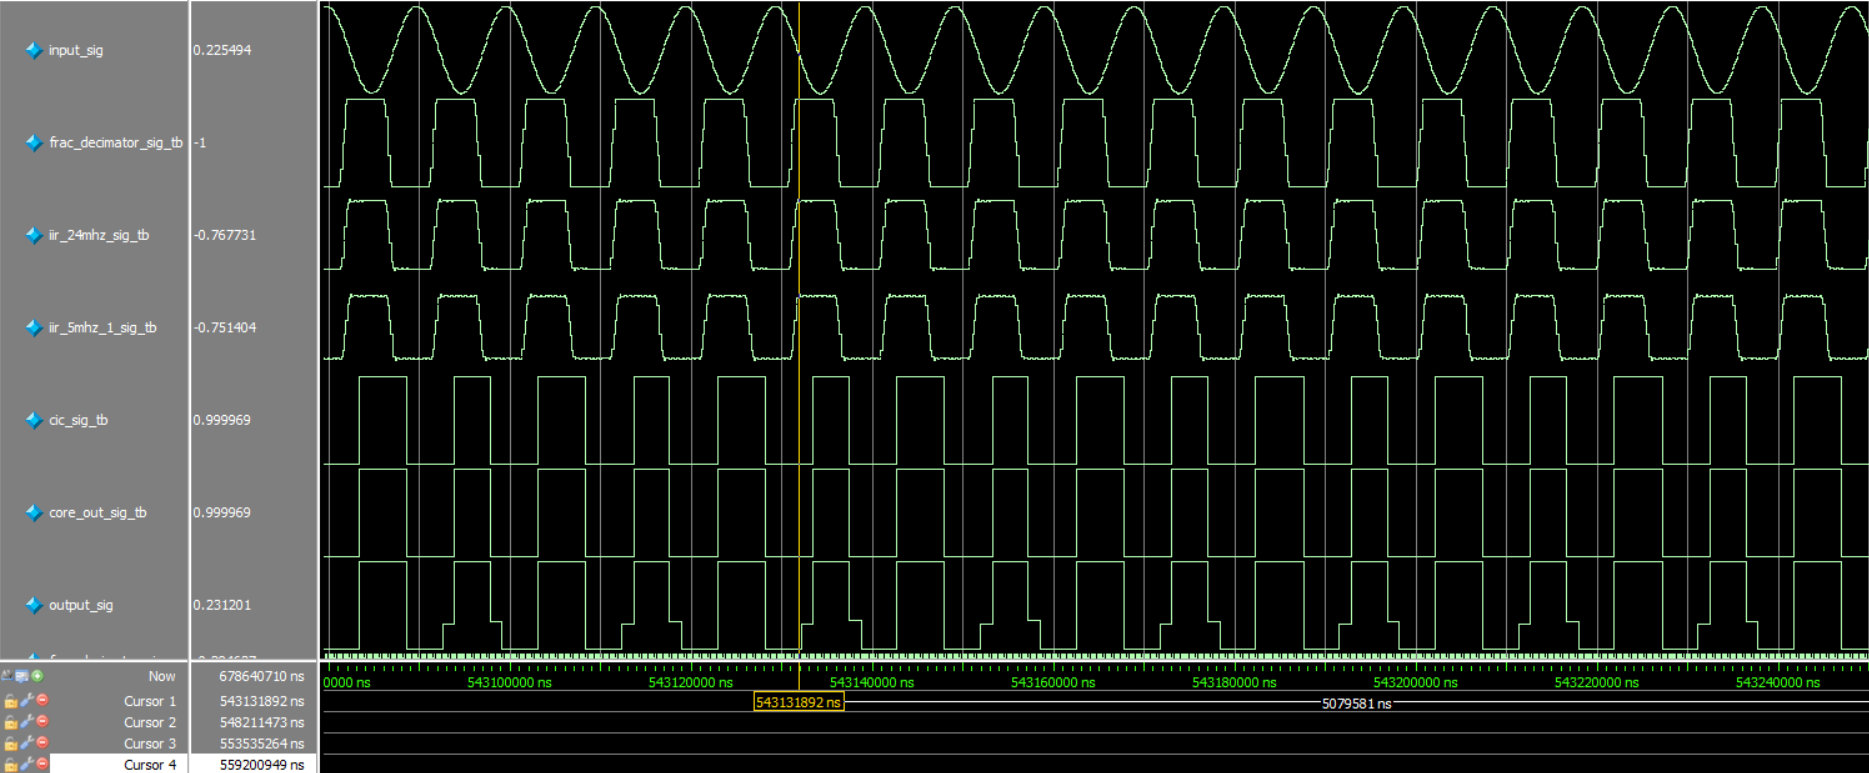 input_sig 0.225494
frac_decimator_sig_tb -1
iir_24mhz_sig_tb -0.767731
iir_5mhz_1_sig_tb -0.751404
cic_sig_tb 0.999969
core_out_sig_tb 0.999969
output_sig 0.231201
Now 678640710 ns 0000 ns 543100000 ns 543120000 ns 543140000 ns 543160000 ns 543180000 ns 543200000 ns 543220000 ns 543240000 ns
Cursor 1 543131892 ns 543131892 ns 5079581 ns
Cursor 2 548211473 ns
Cursor 3 553535264 ns
Cursor 4 559200949 ns